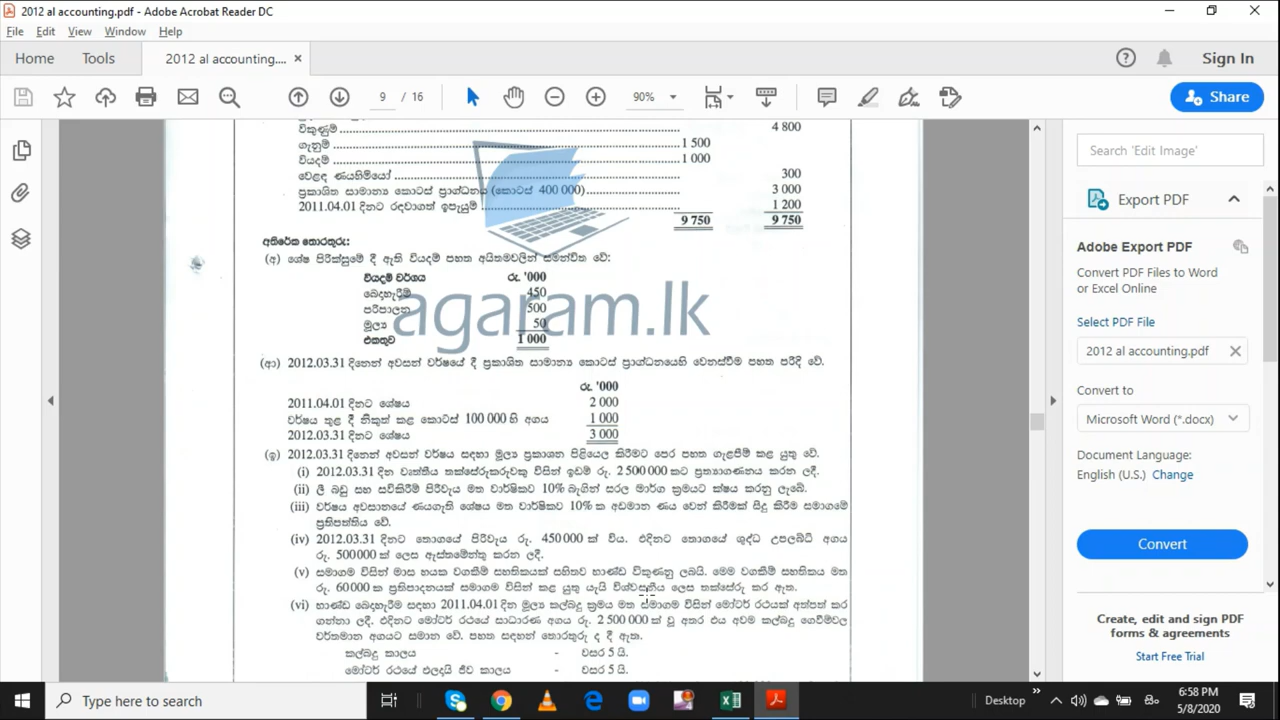 2012 al accounting.pdf - Adobe Acrobat Reader DC
File Edit View Window Help
Home Tools 2012 al accounting.... × Sign In
9 / 16 90% Share
විකුණුම් 4 800
ගැනුම් 1 500
වියදම් 1 000
වෙළඳ ණයහිමියෝ 300
ප්‍රකාශිත සාමාන්‍ය කොටස් ප්‍රාග්ධනය (කොටස් 400 000) 3 000
2011.04.01 දිනට රඳවාගත් ඉපැයුම් 1 200
9 750 9 750
අතිරේක තොරතුරු:
(අ) ශේෂ පිරික්සුමේ දී ඇති වියදම් පහත අයිතමවලින් සමන්විත වේ:
වියදම් වර්ගය රු. '000
බෙදාහැරීම් 450
පරිපාලන 500
මූල්‍ය 50
එකතුව 1 000
agaram.lk
(ආ) 2012.03.31 දිනෙන් අවසන් වර්ෂයේ දී ප්‍රකාශිත සාමාන්‍ය කොටස් ප්‍රාග්ධනයෙහි වෙනස්වීම පහත පරිදි වේ.
රු. '000
2011.04.01 දිනට ශේෂය 2 000
වර්ෂය තුළ දී නිකුත් කළ කොටස් 100 000 හි අගය 1 000
2012.03.31 දිනට ශේෂය 3 000
(ඉ) 2012.03.31 දිනෙන් අවසන් වර්ෂය සඳහා මූල්‍ය ප්‍රකාශන පිළියෙල කිරීමට පෙර පහත ගැළපීම් කළ යුතු වේ.
(i) 2012.03.31 දින වෘත්තීය තක්සේරුකරුවකු විසින් ඉඩම් රු. 2 500 000 කට ප්‍රත්‍යාගණනය කරන ලදී.
(ii) ලී බඩු සහ සවිකිරීම් පිරිවැය මත වාර්ෂිකව 10% බැගින් සරල මාර්ග ක්‍රමයට ක්ෂය කරනු ලැබේ.
(iii) වර්ෂය අවසානයේ ණයගැති ශේෂය මත වාර්ෂිකව 10% ක අඩමාන ණය වෙන් කිරීමක් සිදු කිරීම සමාගමේ
ප්‍රතිපත්තිය වේ.
(iv) 2012.03.31 දිනට තොගයේ පිරිවැය රු. 450 000 ක් විය. එදිනට තොගයේ ශුද්ධ උපලබ්ධි අගය
රු. 500 000 ක් ලෙස ඇස්තමේන්තු කරන ලදී.
(v) සමාගම විසින් මාස හයක වගකීම් සහතිකයක් සහිතව භාණ්ඩ විකුණනු ලබයි. මෙම වගකීම් සහතිකය මත
රු. 60 000 ක ප්‍රතිපාදනයක් සමාගම විසින් කළ යුතු යැයි විශ්වසනීය ලෙස තක්සේරු කර ඇත.
(vi) භාණ්ඩ බෙදාහැරීම සඳහා 2011.04.01 දින මූල්‍ය කල්බදු ක්‍රමය මත සමාගම විසින් මෝටර් රථයක් අත්පත් කර
ගන්නා ලදී. එදිනට මෝටර් රථයේ සාධාරණ අගය රු. 2 500 000 ක් වූ අතර එය අවම කල්බදු ගෙවීම්වල
වර්තමාන අගයට සමාන වේ. පහත සඳහන් තොරතුරු ද දී ඇත.
කල්බදු කාලය - වසර 5 යි.
මෝටර් රථයේ ඵලදායී ජීව කාලය - වසර 5 යි.
Search 'Edit Image'
Export PDF
Adobe Export PDF
Convert PDF Files to Word
or Excel Online
Select PDF File
2012 al accounting.pdf ×
Convert to
Microsoft Word (*.docx)
Document Language:
English (U.S.) Change
Convert
Create, edit and sign PDF
forms & agreements
Start Free Trial
Type here to search
Desktop
6:58 PM
5/8/2020